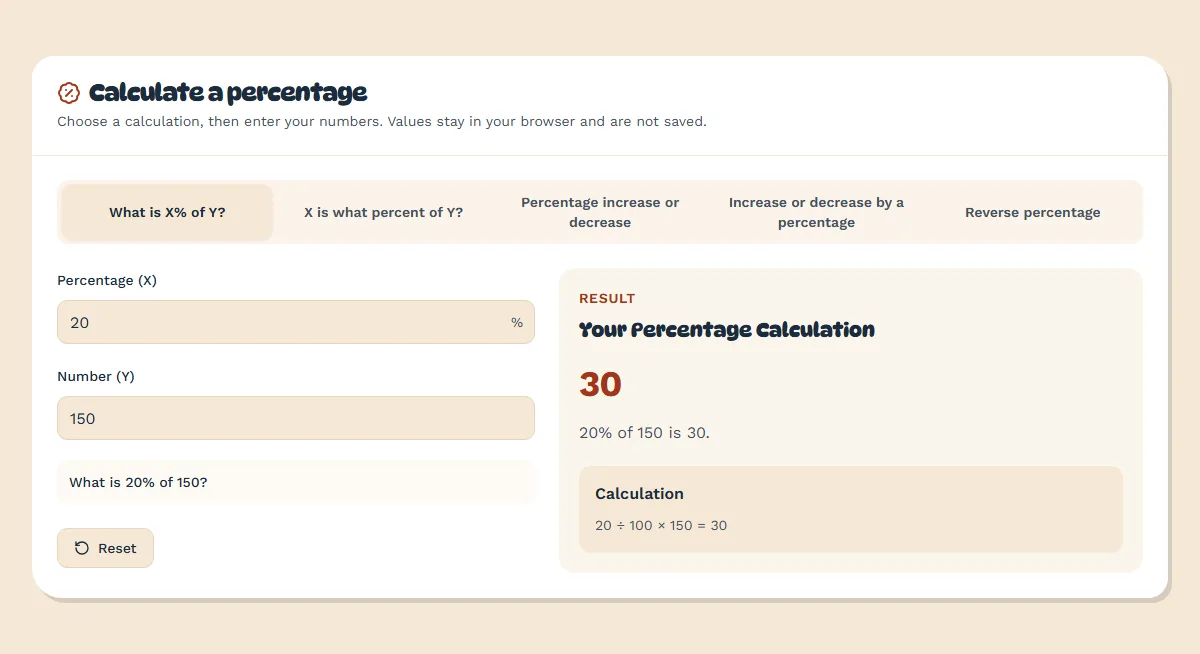 Calculate a percentage
Choose a calculation, then enter your numbers. Values stay in your browser and are not saved.
What is X% of Y?
X is what percent of Y?
Percentage increase or
decrease
Increase or decrease by a
percentage
Reverse percentage
Percentage (X)
20
%
Number (Y)
150
What is 20% of 150?
Reset
RESULT
Your Percentage Calculation
30
20% of 150 is 30.
Calculation
20 ÷ 100 × 150 = 30